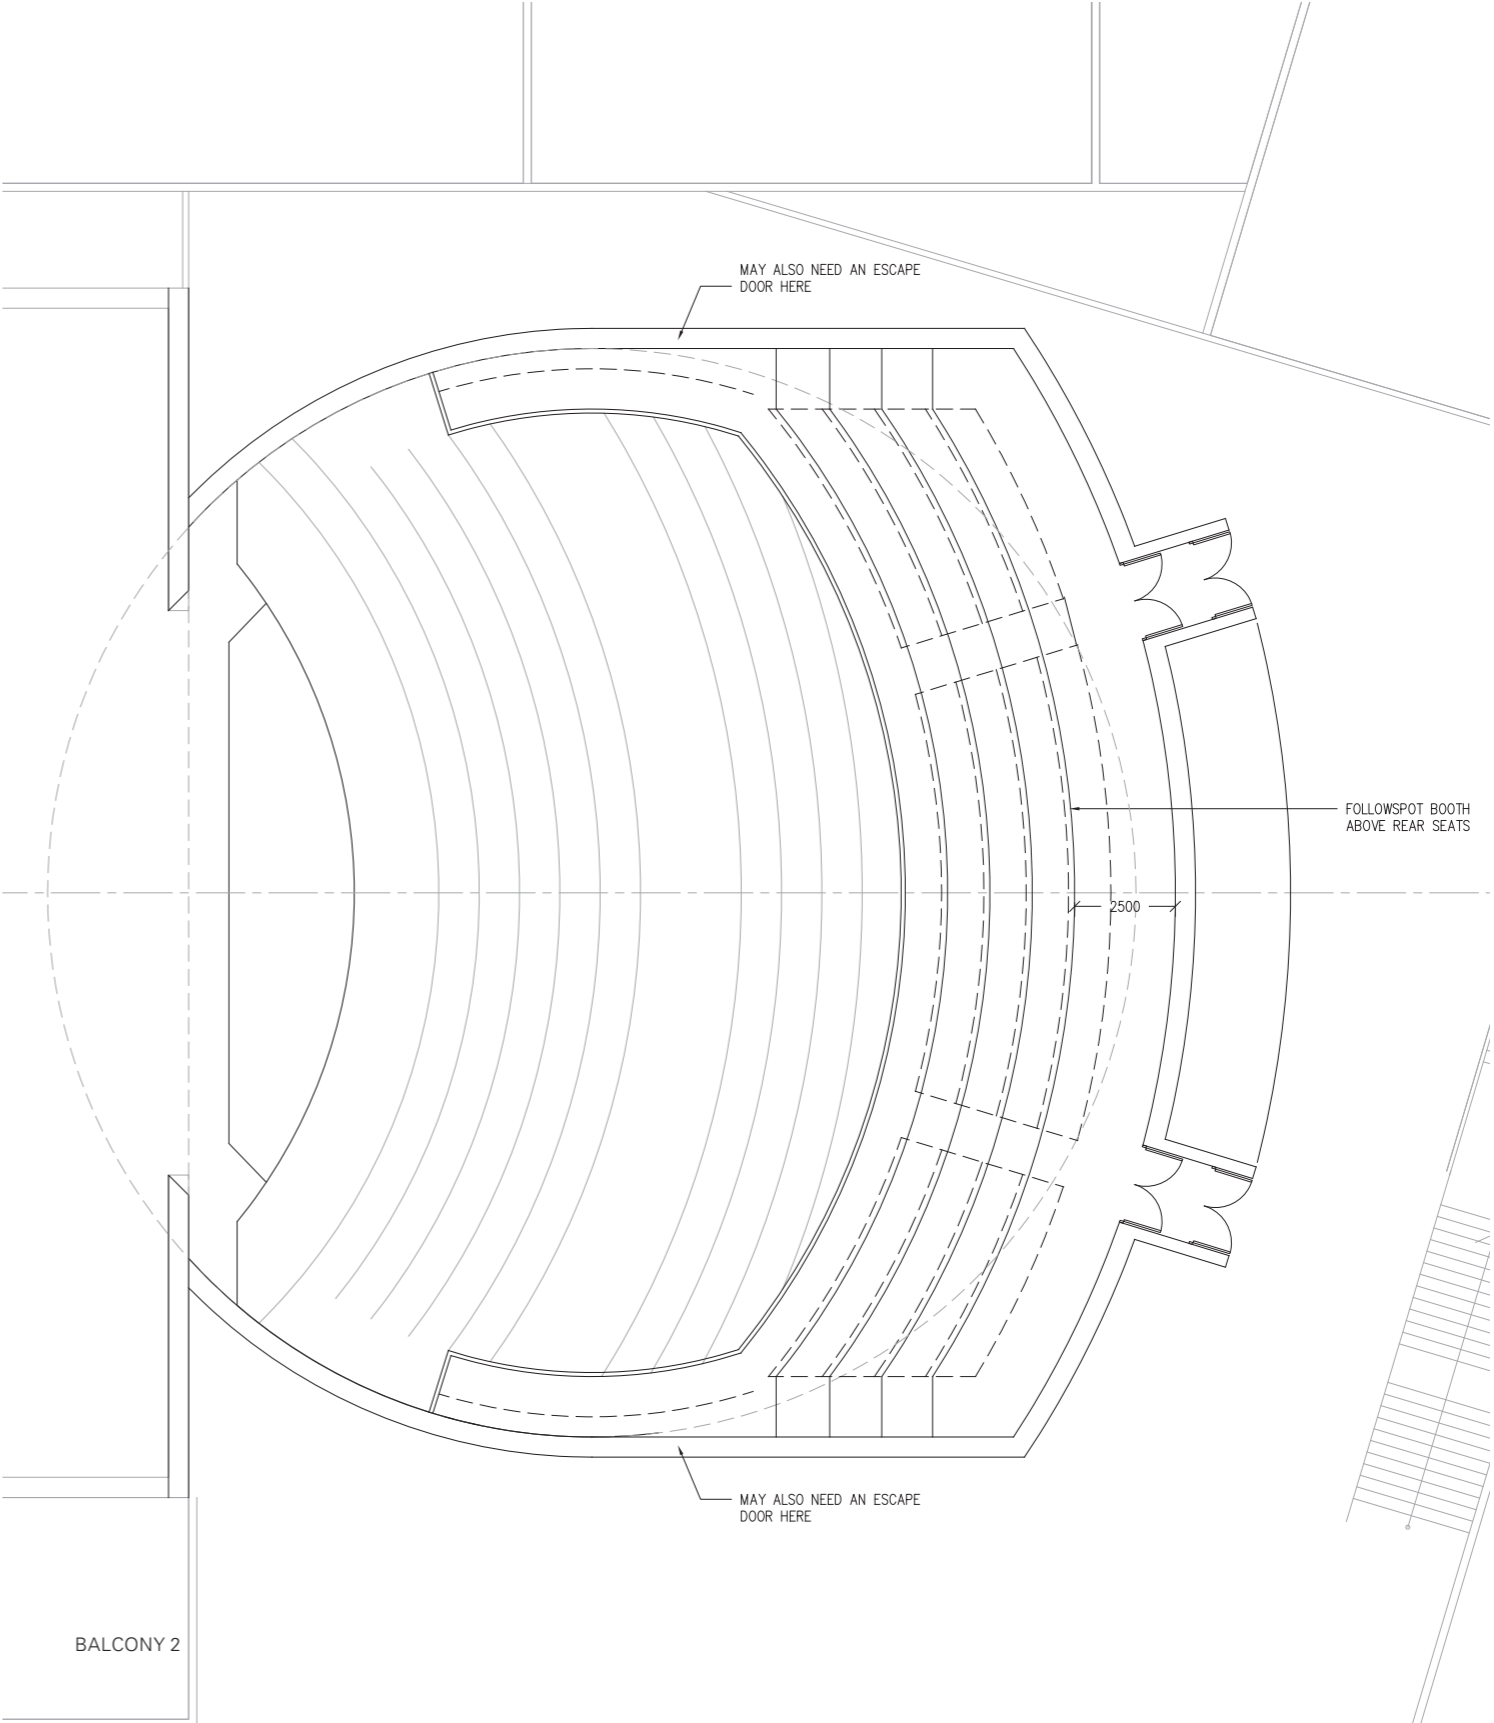 MAY ALSO NEED AN ESCAPE
DOOR HERE
FOLLOWSPOT BOOTH
ABOVE REAR SEATS
2500
MAY ALSO NEED AN ESCAPE
DOOR HERE
BALCONY 2